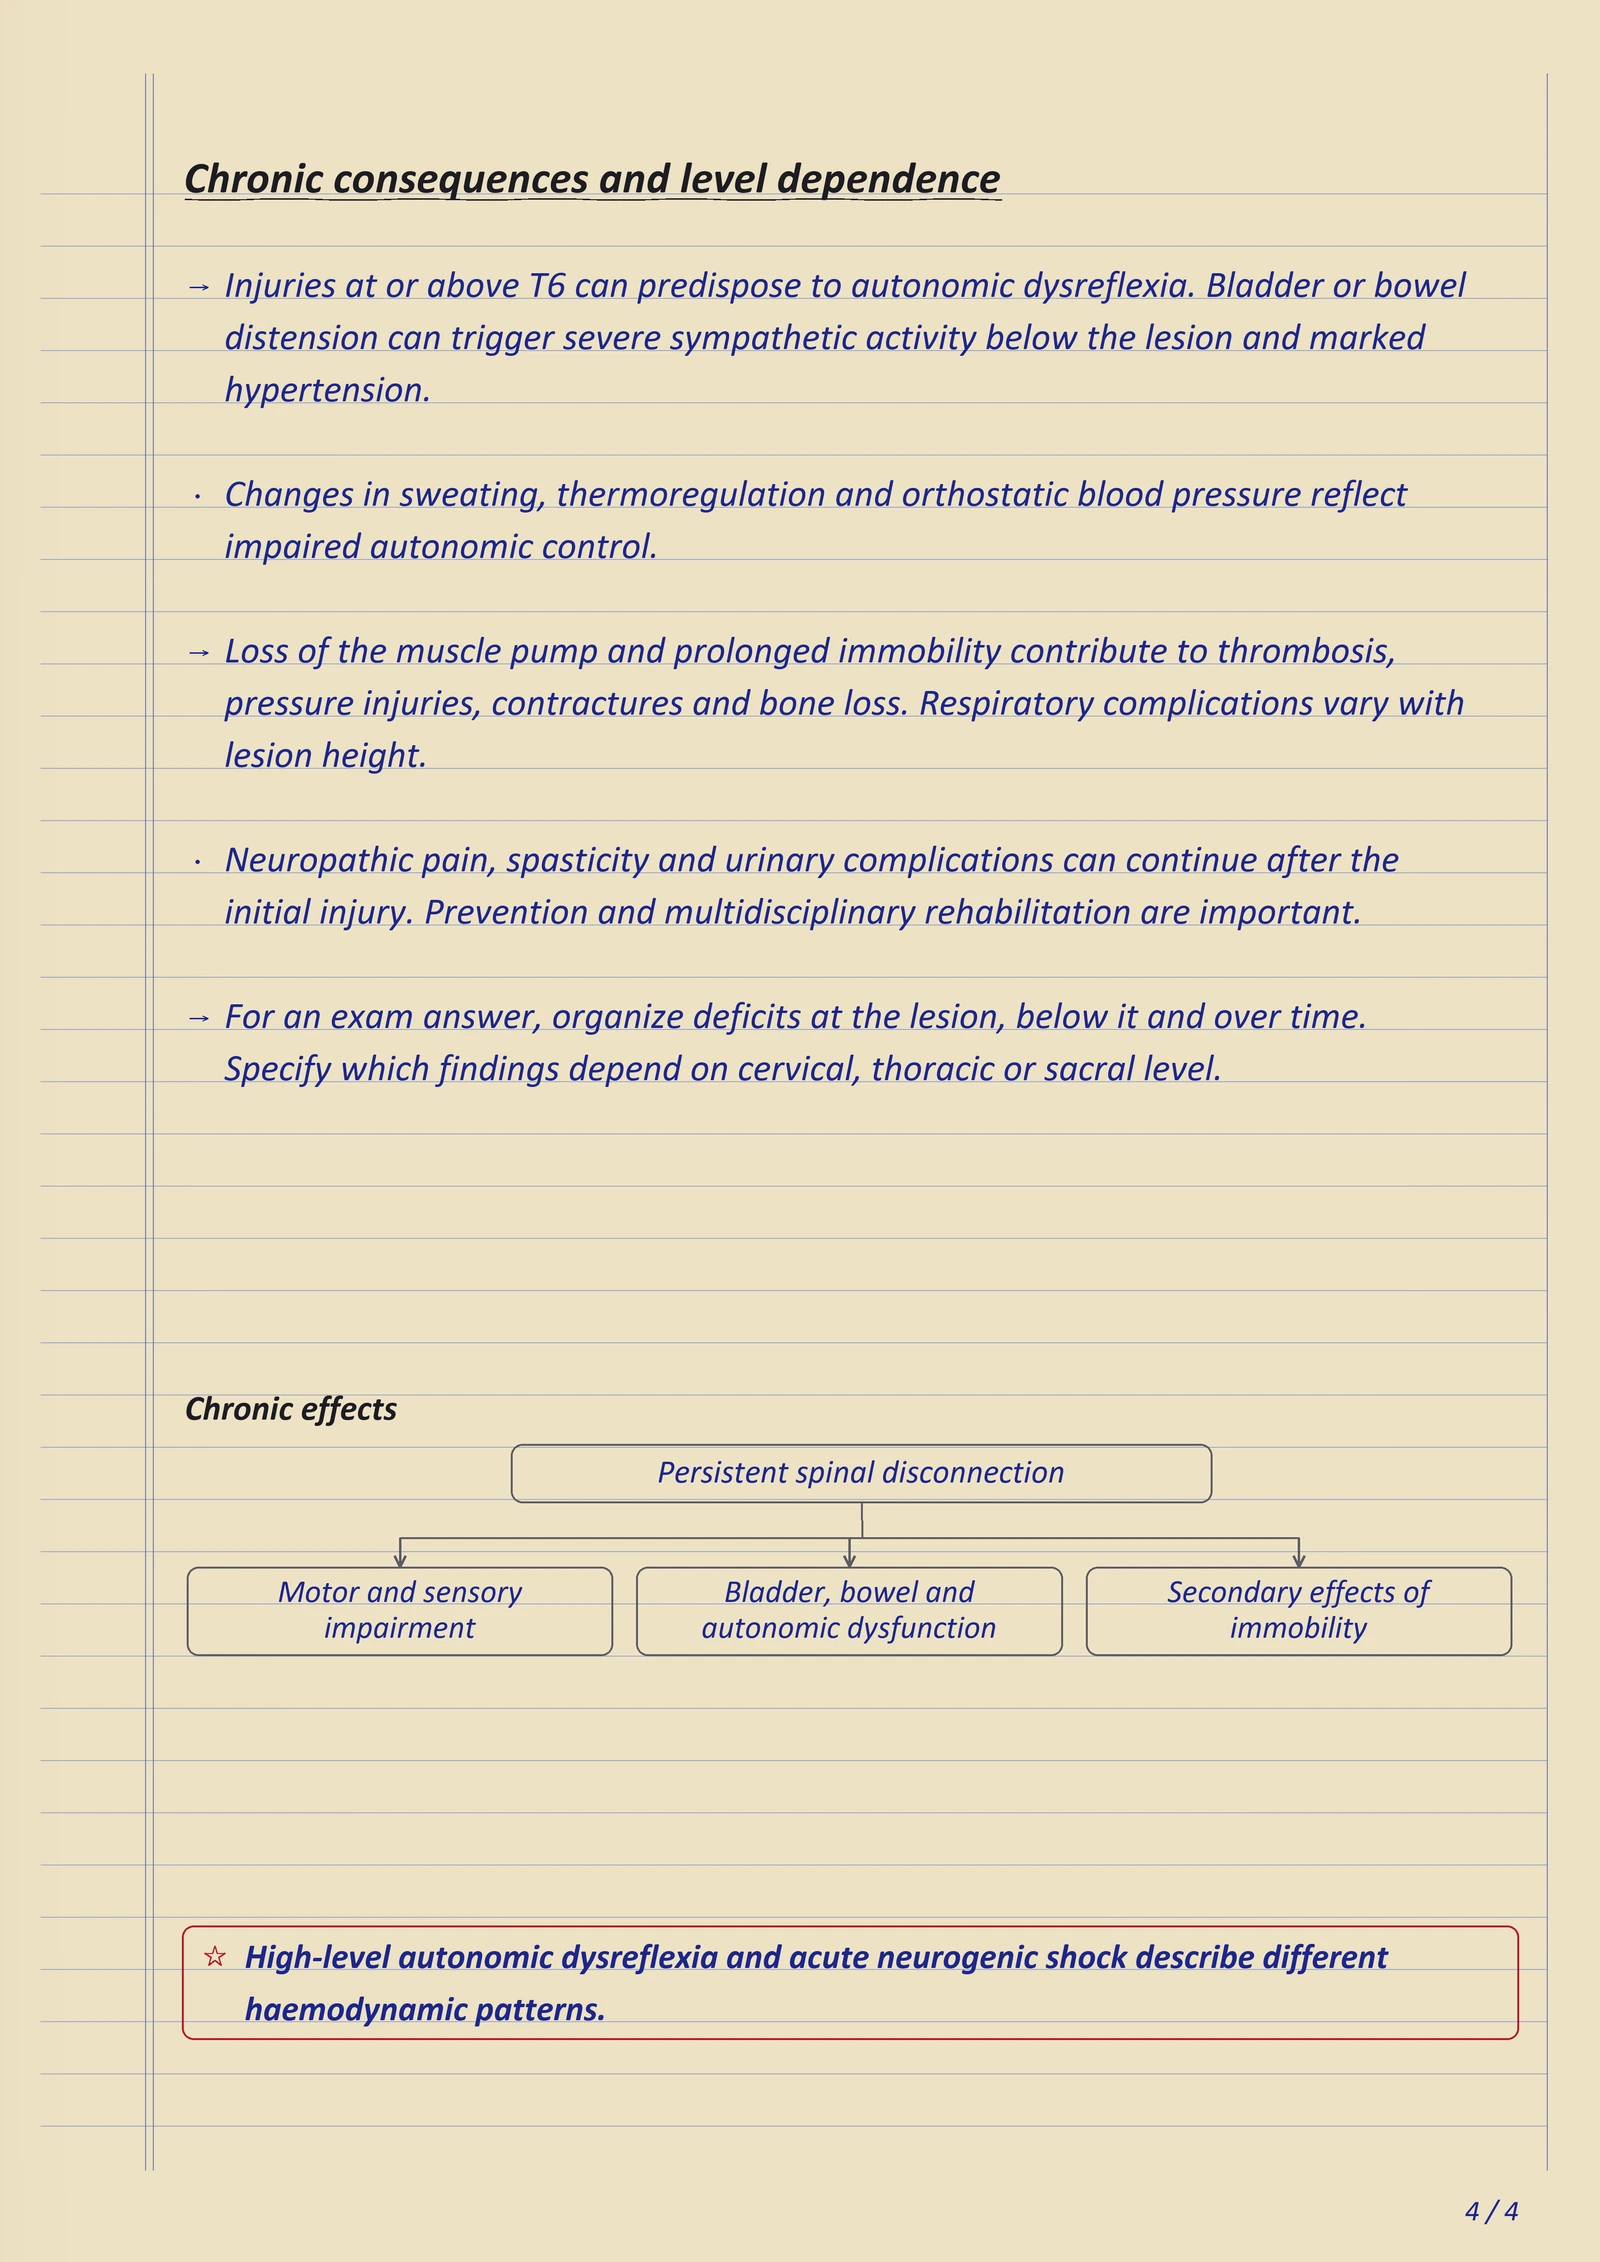 Chronic consequences and level dependence
→ Injuries at or above T6 can predispose to autonomic dysreflexia. Bladder or bowel
distension can trigger severe sympathetic activity below the lesion and marked
hypertension.
· Changes in sweating, thermoregulation and orthostatic blood pressure reflect
impaired autonomic control.
→ Loss of the muscle pump and prolonged immobility contribute to thrombosis,
pressure injuries, contractures and bone loss. Respiratory complications vary with
lesion height.
· Neuropathic pain, spasticity and urinary complications can continue after the
initial injury. Prevention and multidisciplinary rehabilitation are important.
→ For an exam answer, organize deficits at the lesion, below it and over time.
Specify which findings depend on cervical, thoracic or sacral level.
Chronic effects
Persistent spinal disconnection
Motor and sensory
impairment
Bladder, bowel and
autonomic dysfunction
Secondary effects of
immobility
☆ High-level autonomic dysreflexia and acute neurogenic shock describe different
haemodynamic patterns.
4 / 4